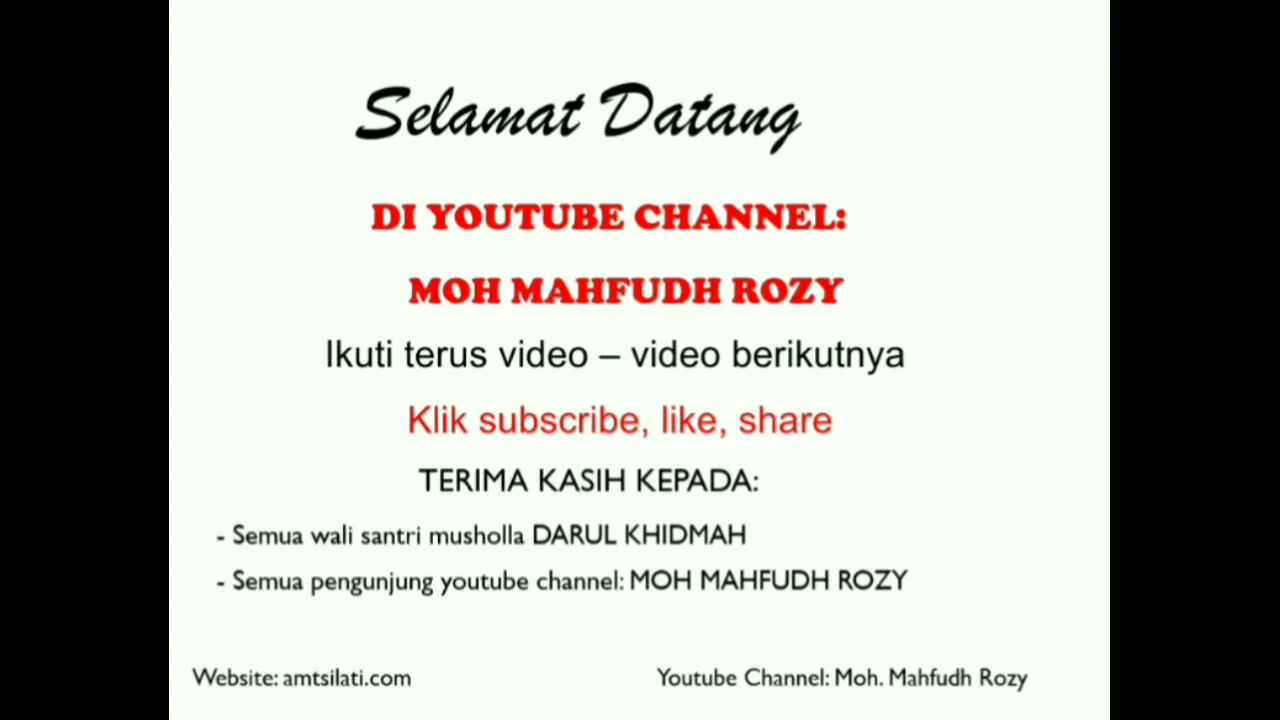 Selamat Datang
DI YOUTUBE CHANNEL:
MOH MAHFUDH ROZY
Ikuti terus video – video berikutnya
Klik subscribe, like, share
TERIMA KASIH KEPADA:
- Semua wali santri musholla DARUL KHIDMAH
- Semua pengunjung youtube channel: MOH MAHFUDH ROZY
Website: amtsilati.com Youtube Channel: Moh. Mahfudh Rozy